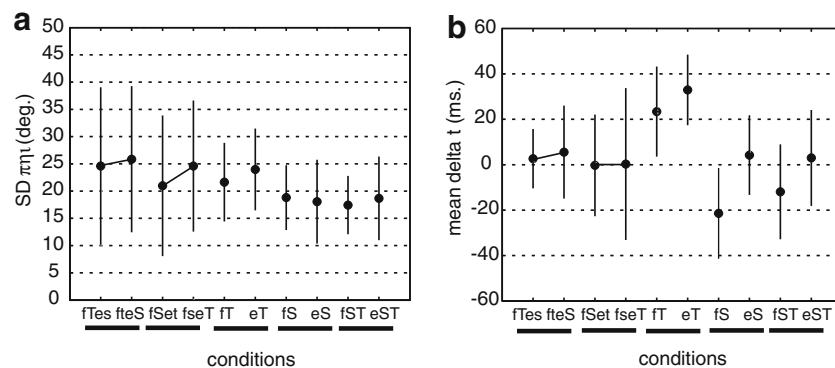 a
50
45
40
35
30
25
20
15
10
5
0
SD πηι (deg.)
fTes fteS fSet fseT fT eT fS eS fST eST
conditions
b
60
40
20
0
-20
-40
-60
mean delta t (ms.)
fTes fteS fSet fseT fT eT fS eS fST eST
conditions